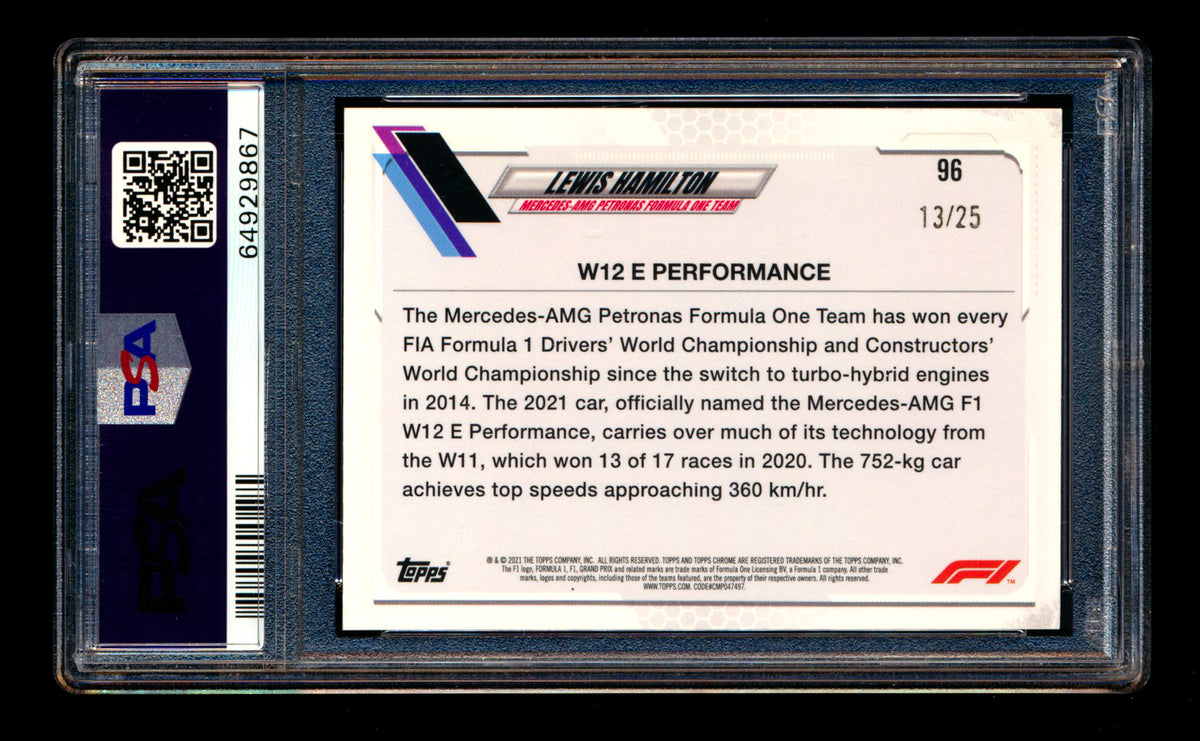 64929867
PSA
PSA
LEWIS HAMILTON
MERCEDES-AMG PETRONAS FORMULA ONE TEAM
96
13/25
W12 E PERFORMANCE
The Mercedes-AMG Petronas Formula One Team has won every
FIA Formula 1 Drivers' World Championship and Constructors'
World Championship since the switch to turbo-hybrid engines
in 2014. The 2021 car, officially named the Mercedes-AMG F1
W12 E Performance, carries over much of its technology from
the W11, which won 13 of 17 races in 2020. The 752-kg car
achieves top speeds approaching 360 km/hr.
topps
® & © 2021 THE TOPPS COMPANY, INC. ALL RIGHTS RESERVED. TOPPS AND TOPPS CHROME ARE REGISTERED TRADEMARKS OF THE TOPPS COMPANY, INC.
The F1 logo, FORMULA 1, F1, GRAND PRIX and related marks are trade marks of Formula One Licensing BV, a Formula 1 company. All other trade
marks, logos and copyrights, including those of the teams featured, are the property of their respective owners. All rights reserved.
WWW.TOPPS.COM. CODE#CMP047497.
F1 TM